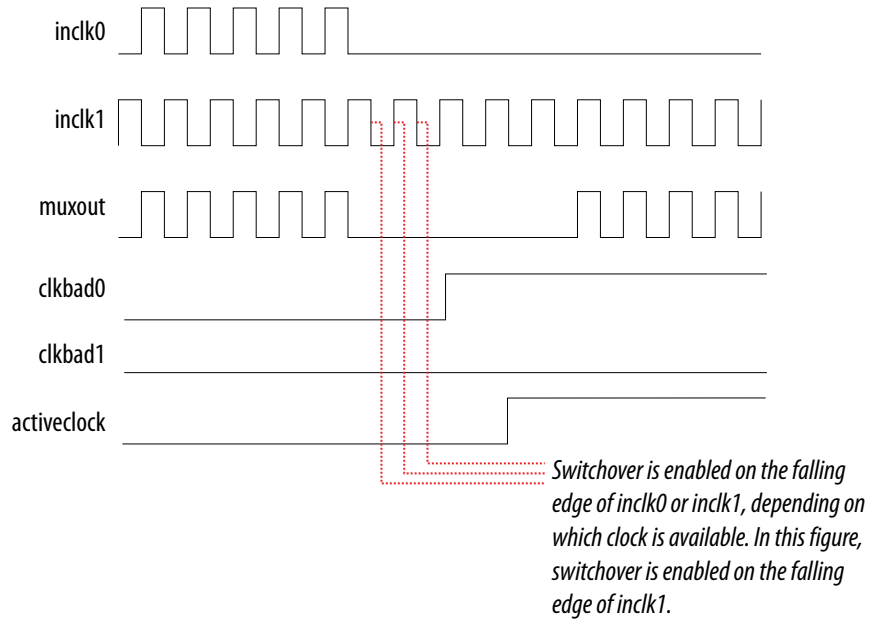 inclk0
inclk1
muxout
clkbad0
clkbad1
activeclock
Switchover is enabled on the falling
edge of inclk0 or inclk1, depending on
which clock is available. In this figure,
switchover is enabled on the falling
edge of inclk1.